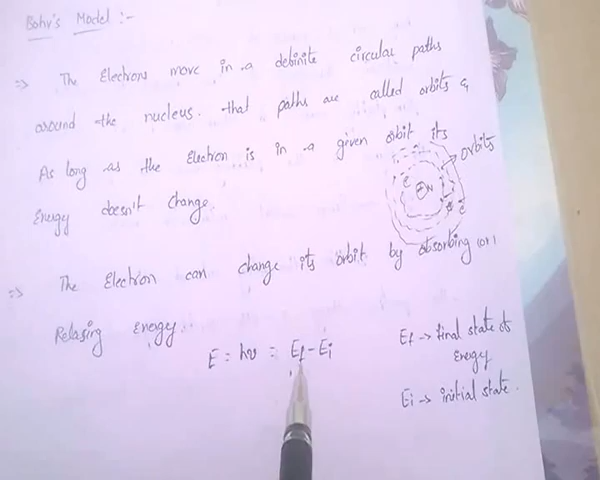 Bohr's Model :-
=> The Electrons move in a definite circular paths
around the nucleus. that paths are called orbits &
As long as the Electron is in a given orbit its
Energy doesn't change.
orbits
N
e
e
=> The Electron can change its orbit by absorbing (or)
Relasing energy.
E = hν = Ef - Ei
Ef -> final state of
Energy
Ei -> initial state.